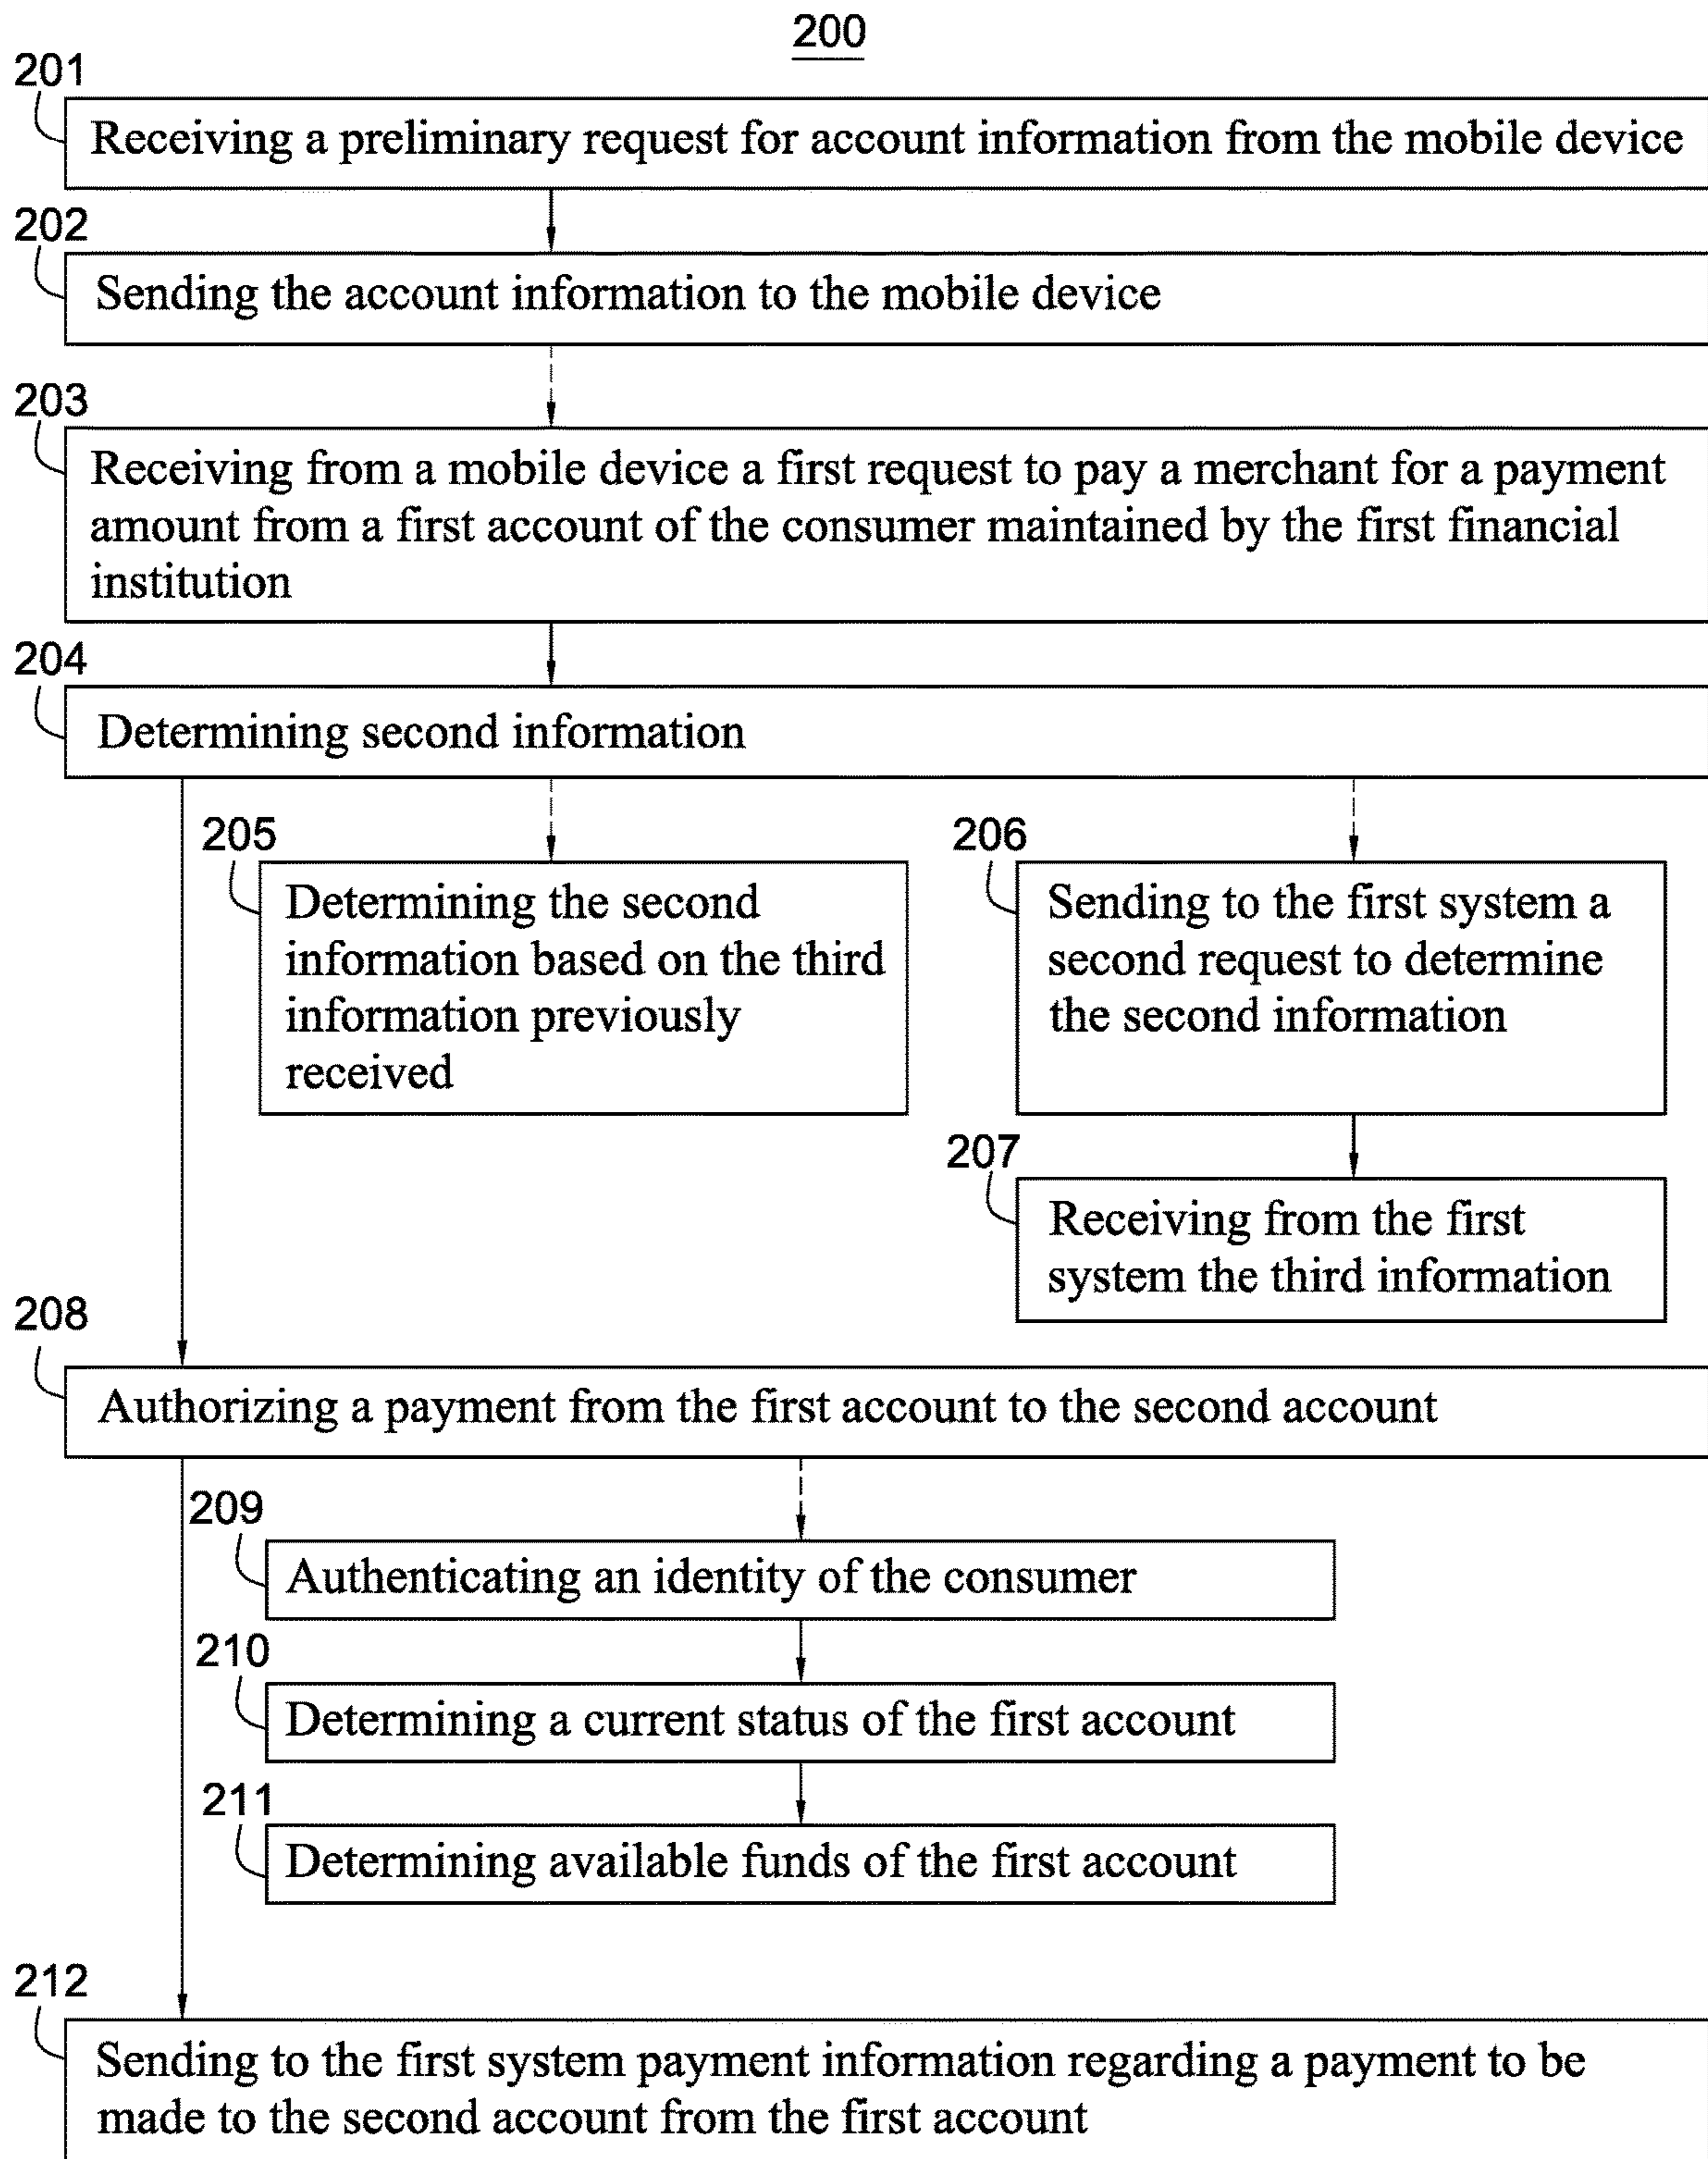 200
201
Receiving a preliminary request for account information from the mobile device
202
Sending the account information to the mobile device
203
Receiving from a mobile device a first request to pay a merchant for a payment
amount from a first account of the consumer maintained by the first financial
institution
204
Determining second information
205
Determining the second
information based on the third
information previously
received
206
Sending to the first system a
second request to determine
the second information
207
Receiving from the first
system the third information
208
Authorizing a payment from the first account to the second account
209
Authenticating an identity of the consumer
210
Determining a current status of the first account
211
Determining available funds of the first account
212
Sending to the first system payment information regarding a payment to be
made to the second account from the first account